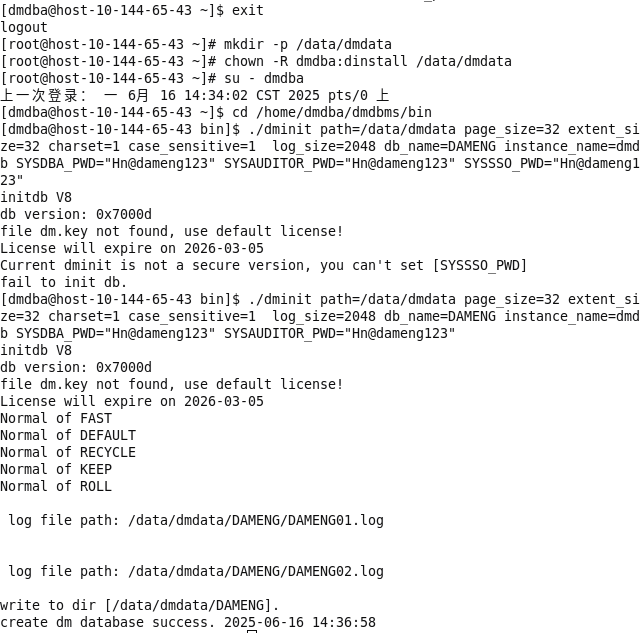 [dmdba@host-10-144-65-43 ~]$ exit
logout
[root@host-10-144-65-43 ~]# mkdir -p /data/dmdata
[root@host-10-144-65-43 ~]# chown -R dmdba:dinstall /data/dmdata
[root@host-10-144-65-43 ~]# su - dmdba
上一次登录： 一 6月 16 14:34:02 CST 2025 pts/0 上
[dmdba@host-10-144-65-43 ~]$ cd /home/dmdba/dmdbms/bin
[dmdba@host-10-144-65-43 bin]$ ./dminit path=/data/dmdata page_size=32 extent_si
ze=32 charset=1 case_sensitive=1  log_size=2048 db_name=DAMENG instance_name=dmd
b SYSDBA_PWD="Hn@dameng123" SYSAUDITOR_PWD="Hn@dameng123" SYSSSO_PWD="Hn@dameng1
23"
initdb V8
db version: 0x7000d
file dm.key not found, use default license!
License will expire on 2026-03-05
Current dminit is not a secure version, you can't set [SYSSSO_PWD]
fail to init db.
[dmdba@host-10-144-65-43 bin]$ ./dminit path=/data/dmdata page_size=32 extent_si
ze=32 charset=1 case_sensitive=1  log_size=2048 db_name=DAMENG instance_name=dmd
b SYSDBA_PWD="Hn@dameng123" SYSAUDITOR_PWD="Hn@dameng123"
initdb V8
db version: 0x7000d
file dm.key not found, use default license!
License will expire on 2026-03-05
Normal of FAST
Normal of DEFAULT
Normal of RECYCLE
Normal of KEEP
Normal of ROLL
 log file path: /data/dmdata/DAMENG/DAMENG01.log
 log file path: /data/dmdata/DAMENG/DAMENG02.log
write to dir [/data/dmdata/DAMENG].
create dm database success. 2025-06-16 14:36:58